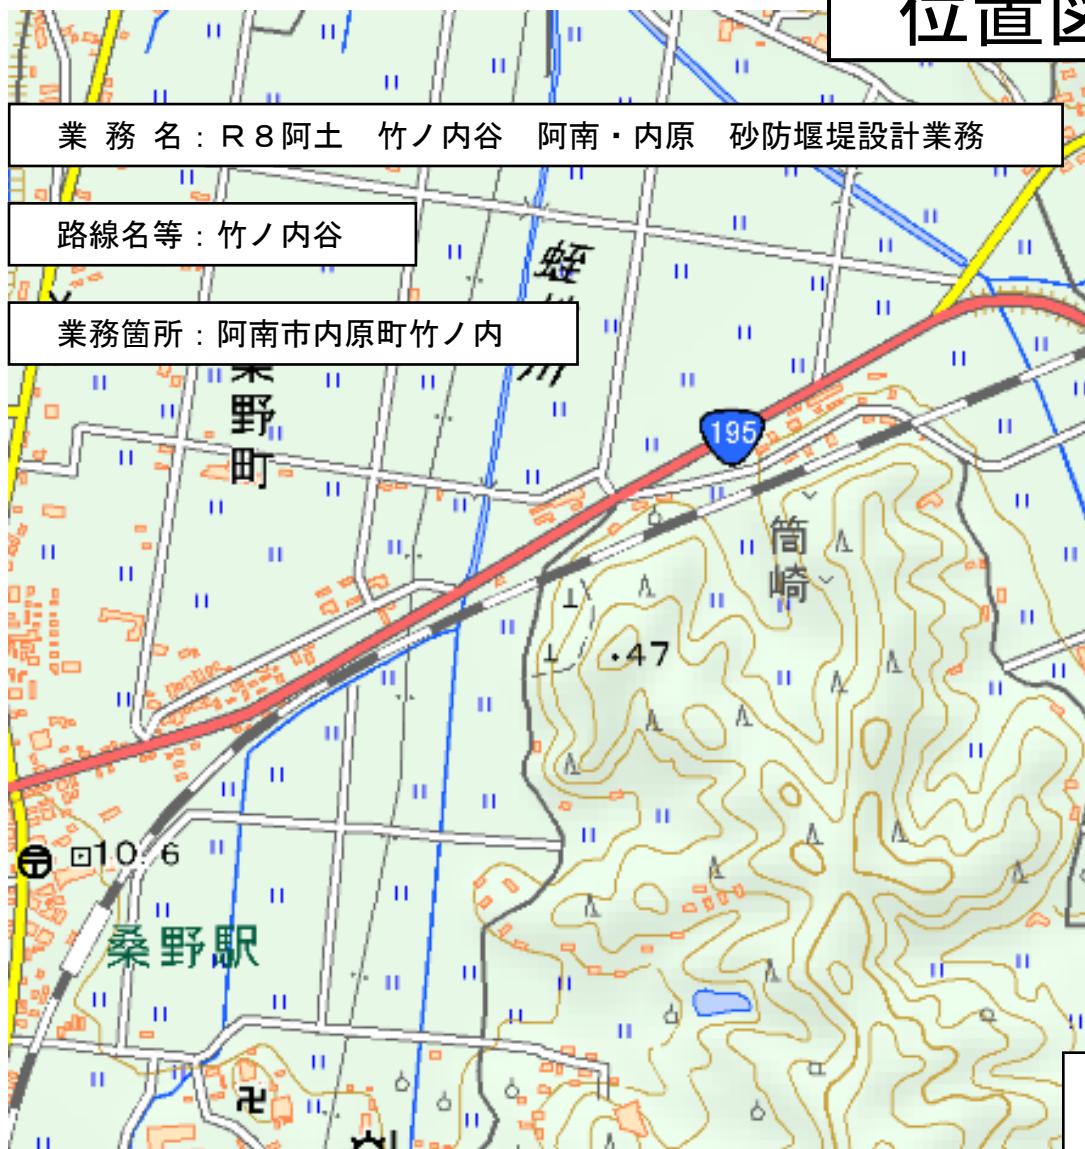 位置図
業務名：Ｒ８阿土　竹ノ内谷　阿南・内原　砂防堰堤設計業務
路線名等：竹ノ内谷
業務箇所：阿南市内原町竹ノ内
桑野町
195
筒崎
・47
10.6
桑野駅